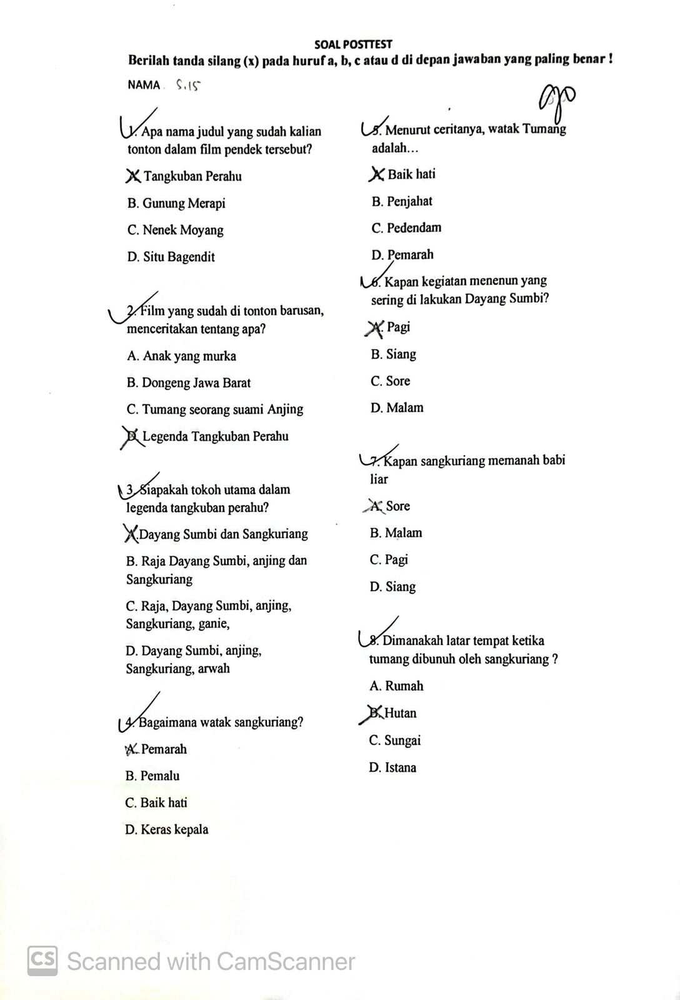 SOAL POSTTEST
Berilah tanda silang (x) pada huruf a, b, c atau d di depan jawaban yang paling benar !
NAMA S.15
90
1. Apa nama judul yang sudah kalian
tonton dalam film pendek tersebut?
A. Tangkuban Perahu
B. Gunung Merapi
C. Nenek Moyang
D. Situ Bagendit
2. Film yang sudah di tonton barusan,
menceritakan tentang apa?
A. Anak yang murka
B. Dongeng Jawa Barat
C. Tumang seorang suami Anjing
D. Legenda Tangkuban Perahu
3. Siapakah tokoh utama dalam
legenda tangkuban perahu?
A.Dayang Sumbi dan Sangkuriang
B. Raja Dayang Sumbi, anjing dan
Sangkuriang
C. Raja, Dayang Sumbi, anjing,
Sangkuriang, ganie,
D. Dayang Sumbi, anjing,
Sangkuriang, arwah
4. Bagaimana watak sangkuriang?
A. Pemarah
B. Pemalu
C. Baik hati
D. Keras kepala
5. Menurut ceritanya, watak Tumang
adalah...
A. Baik hati
B. Penjahat
C. Pedendam
D. Pemarah
6. Kapan kegiatan menenun yang
sering di lakukan Dayang Sumbi?
A. Pagi
B. Siang
C. Sore
D. Malam
7. Kapan sangkuriang memanah babi
liar
A. Sore
B. Malam
C. Pagi
D. Siang
8. Dimanakah latar tempat ketika
tumang dibunuh oleh sangkuriang ?
A. Rumah
B. Hutan
C. Sungai
D. Istana
CS Scanned with CamScanner